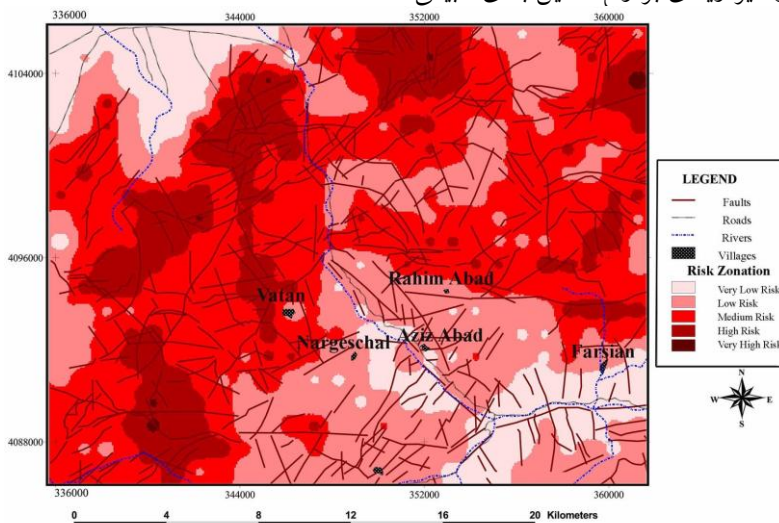 336000 344000 352000 360000
4104000
4096000
4088000
Rahim Abad
Vatan
Nargeschal
Aziz Abad
Farsian
336000 344000 352000 360000
0 4 8 12 16 20 Kilometers
LEGEND
Faults
Roads
Rivers
Villages
Risk Zonation
Very Low Risk
Low Risk
Medium Risk
High Risk
Very High Risk
N
W E
S